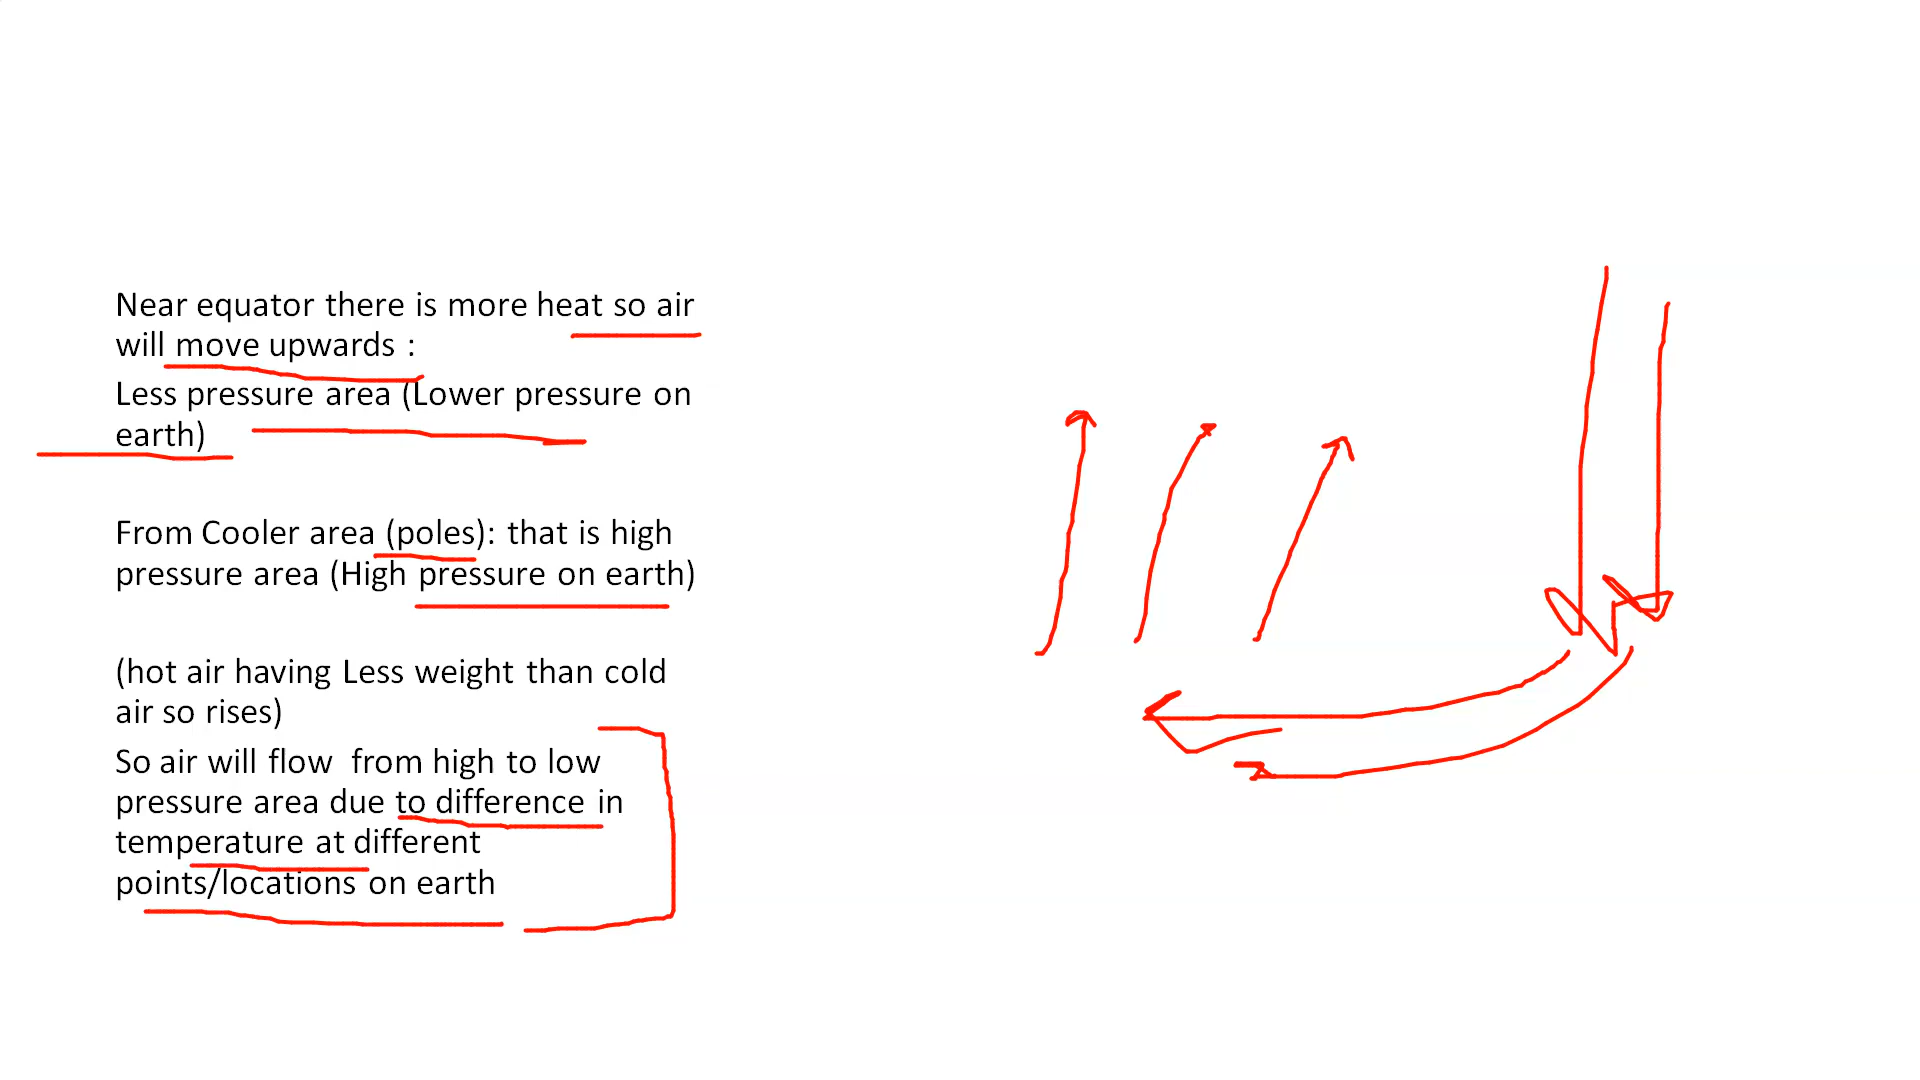 Near equator there is more heat so air
will move upwards :
Less pressure area (Lower pressure on
earth)
From Cooler area (poles): that is high
pressure area (High pressure on earth)
(hot air having Less weight than cold
air so rises)
So air will flow  from high to low
pressure area due to difference in
temperature at different
points/locations on earth